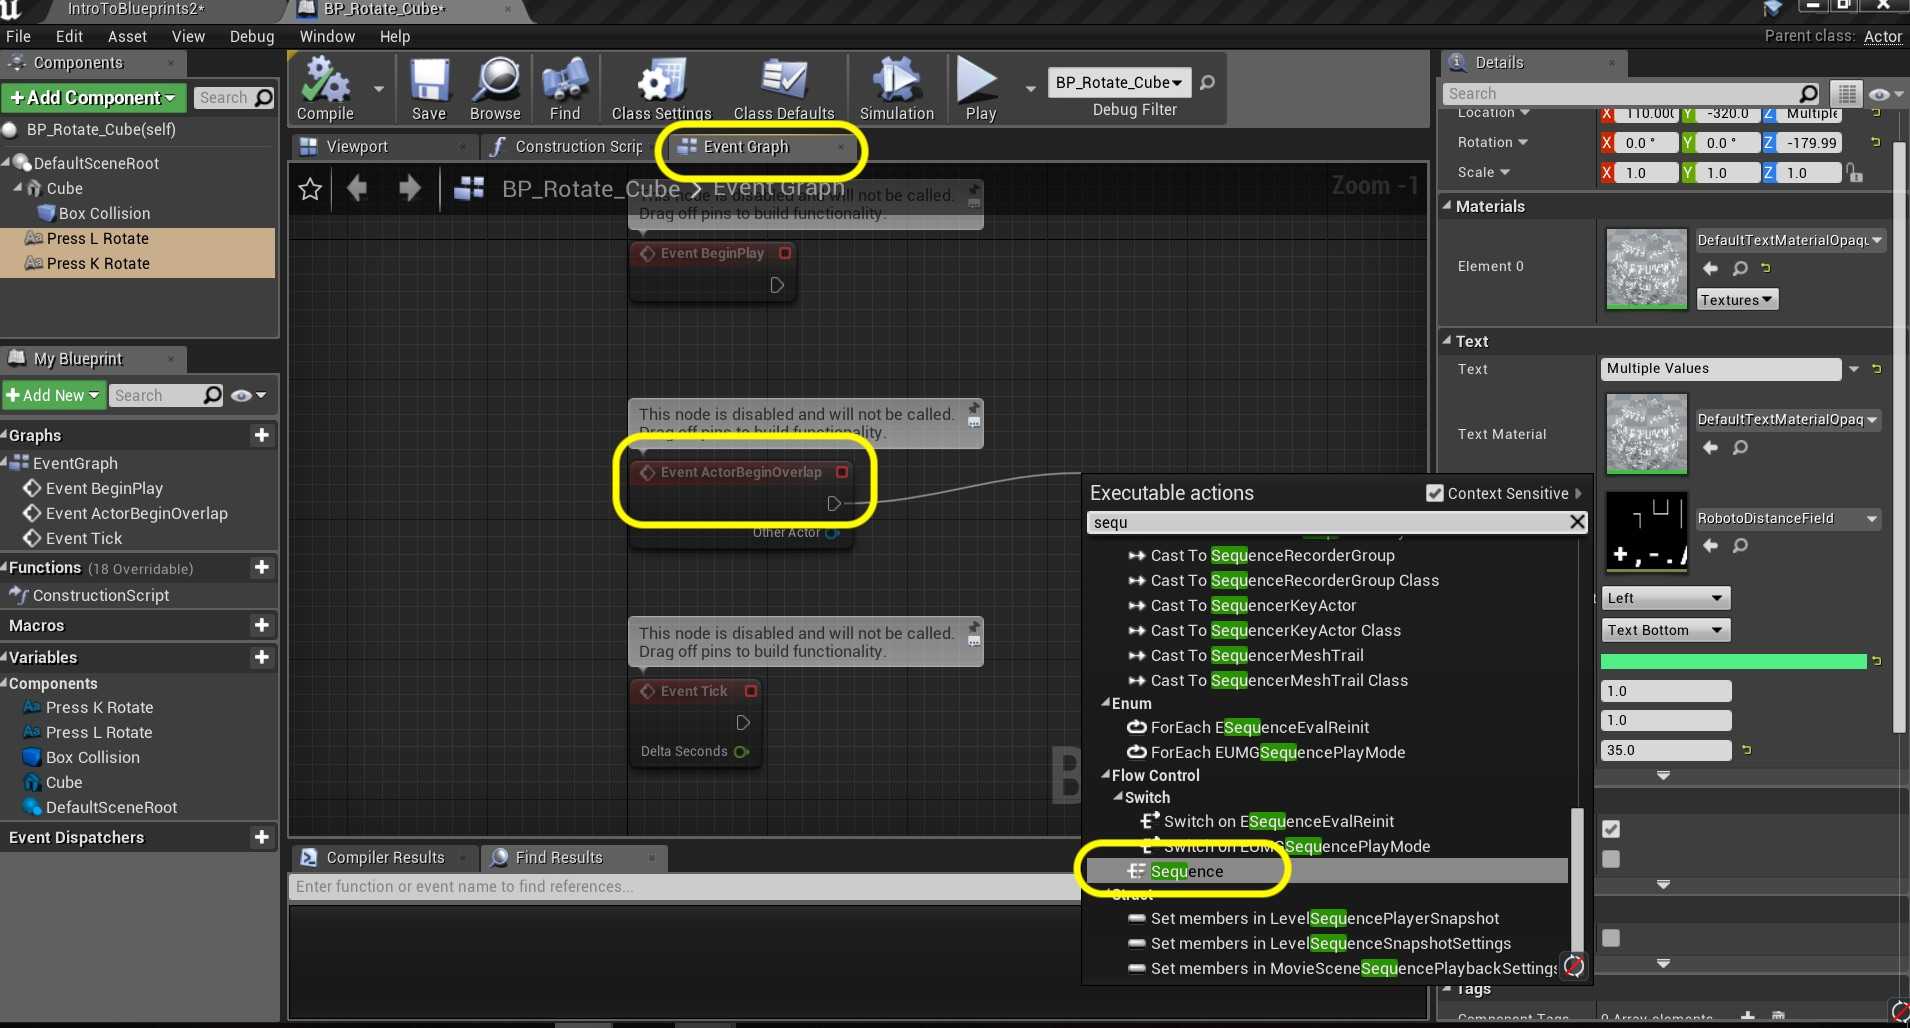 IntroToBlueprints2*
BP_Rotate_Cube*
File Edit Asset View Debug Window Help
Parent class: Actor
Components
+Add Component
Search
BP_Rotate_Cube(self)
DefaultSceneRoot
Cube
Box Collision
Press L Rotate
Press K Rotate
My Blueprint
+Add New
Search
Graphs
EventGraph
Event BeginPlay
Event ActorBeginOverlap
Event Tick
Functions (18 Overridable)
ConstructionScript
Macros
Variables
Components
Press K Rotate
Press L Rotate
Box Collision
Cube
DefaultSceneRoot
Event Dispatchers
Compile Save Browse Find Class Settings Class Defaults Simulation Play
BP_Rotate_Cube
Debug Filter
Viewport
Construction Scrip
Event Graph
BP_Rotate_Cube > Event Graph
Zoom -1
This node is disabled and will not be called.
Drag off pins to build functionality.
Event BeginPlay
This node is disabled and will not be called.
Drag off pins to build functionality.
Event ActorBeginOverlap
Other Actor
This node is disabled and will not be called.
Drag off pins to build functionality.
Event Tick
Delta Seconds
B
Executable actions
Context Sensitive
sequ
Cast To SequenceRecorderGroup
Cast To SequenceRecorderGroup Class
Cast To SequencerKeyActor
Cast To SequencerKeyActor Class
Cast To SequencerMeshTrail
Cast To SequencerMeshTrail Class
Enum
ForEach ESequenceEvalReinit
ForEach EUMGSequencePlayMode
Flow Control
Switch
Switch on ESequenceEvalReinit
Switch on EUMGSequencePlayMode
Sequence
Struct
Set members in LevelSequencePlayerSnapshot
Set members in LevelSequenceSnapshotSettings
Set members in MovieSceneSequencePlaybackSettings
Compiler Results
Find Results
Enter function or event name to find references...
Details
Search
Location X 110.000 Y -320.0 Z Multiple
Rotation X 0.0 ° Y 0.0 ° Z -179.99
Scale X 1.0 Y 1.0 Z 1.0
Materials
Element 0
DefaultTextMaterialOpaqu
Textures
Text
Text Multiple Values
Text Material
DefaultTextMaterialOpaq
RobotoDistanceField
Left
Text Bottom
1.0
1.0
35.0
Tags
Component Tags 0 Array elements